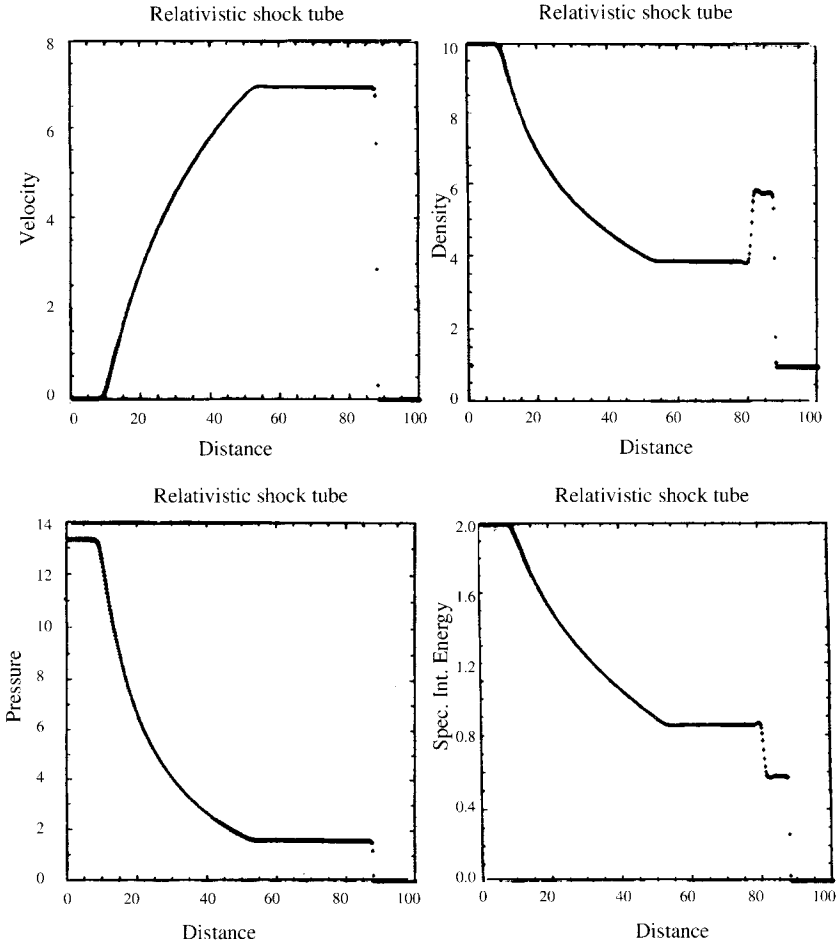 Relativistic shock tube
8
6
4
2
0
Velocity
0 20 40 60 80 100
Distance
Relativistic shock tube
10
8
6
4
2
0
Density
0 20 40 60 80 100
Distance
Relativistic shock tube
14
12
10
8
6
4
2
0
Pressure
0 20 40 60 80 100
Distance
Relativistic shock tube
2.0
1.6
1.2
0.8
0.4
0.0
Spec. Int. Energy
0 20 40 60 80 100
Distance